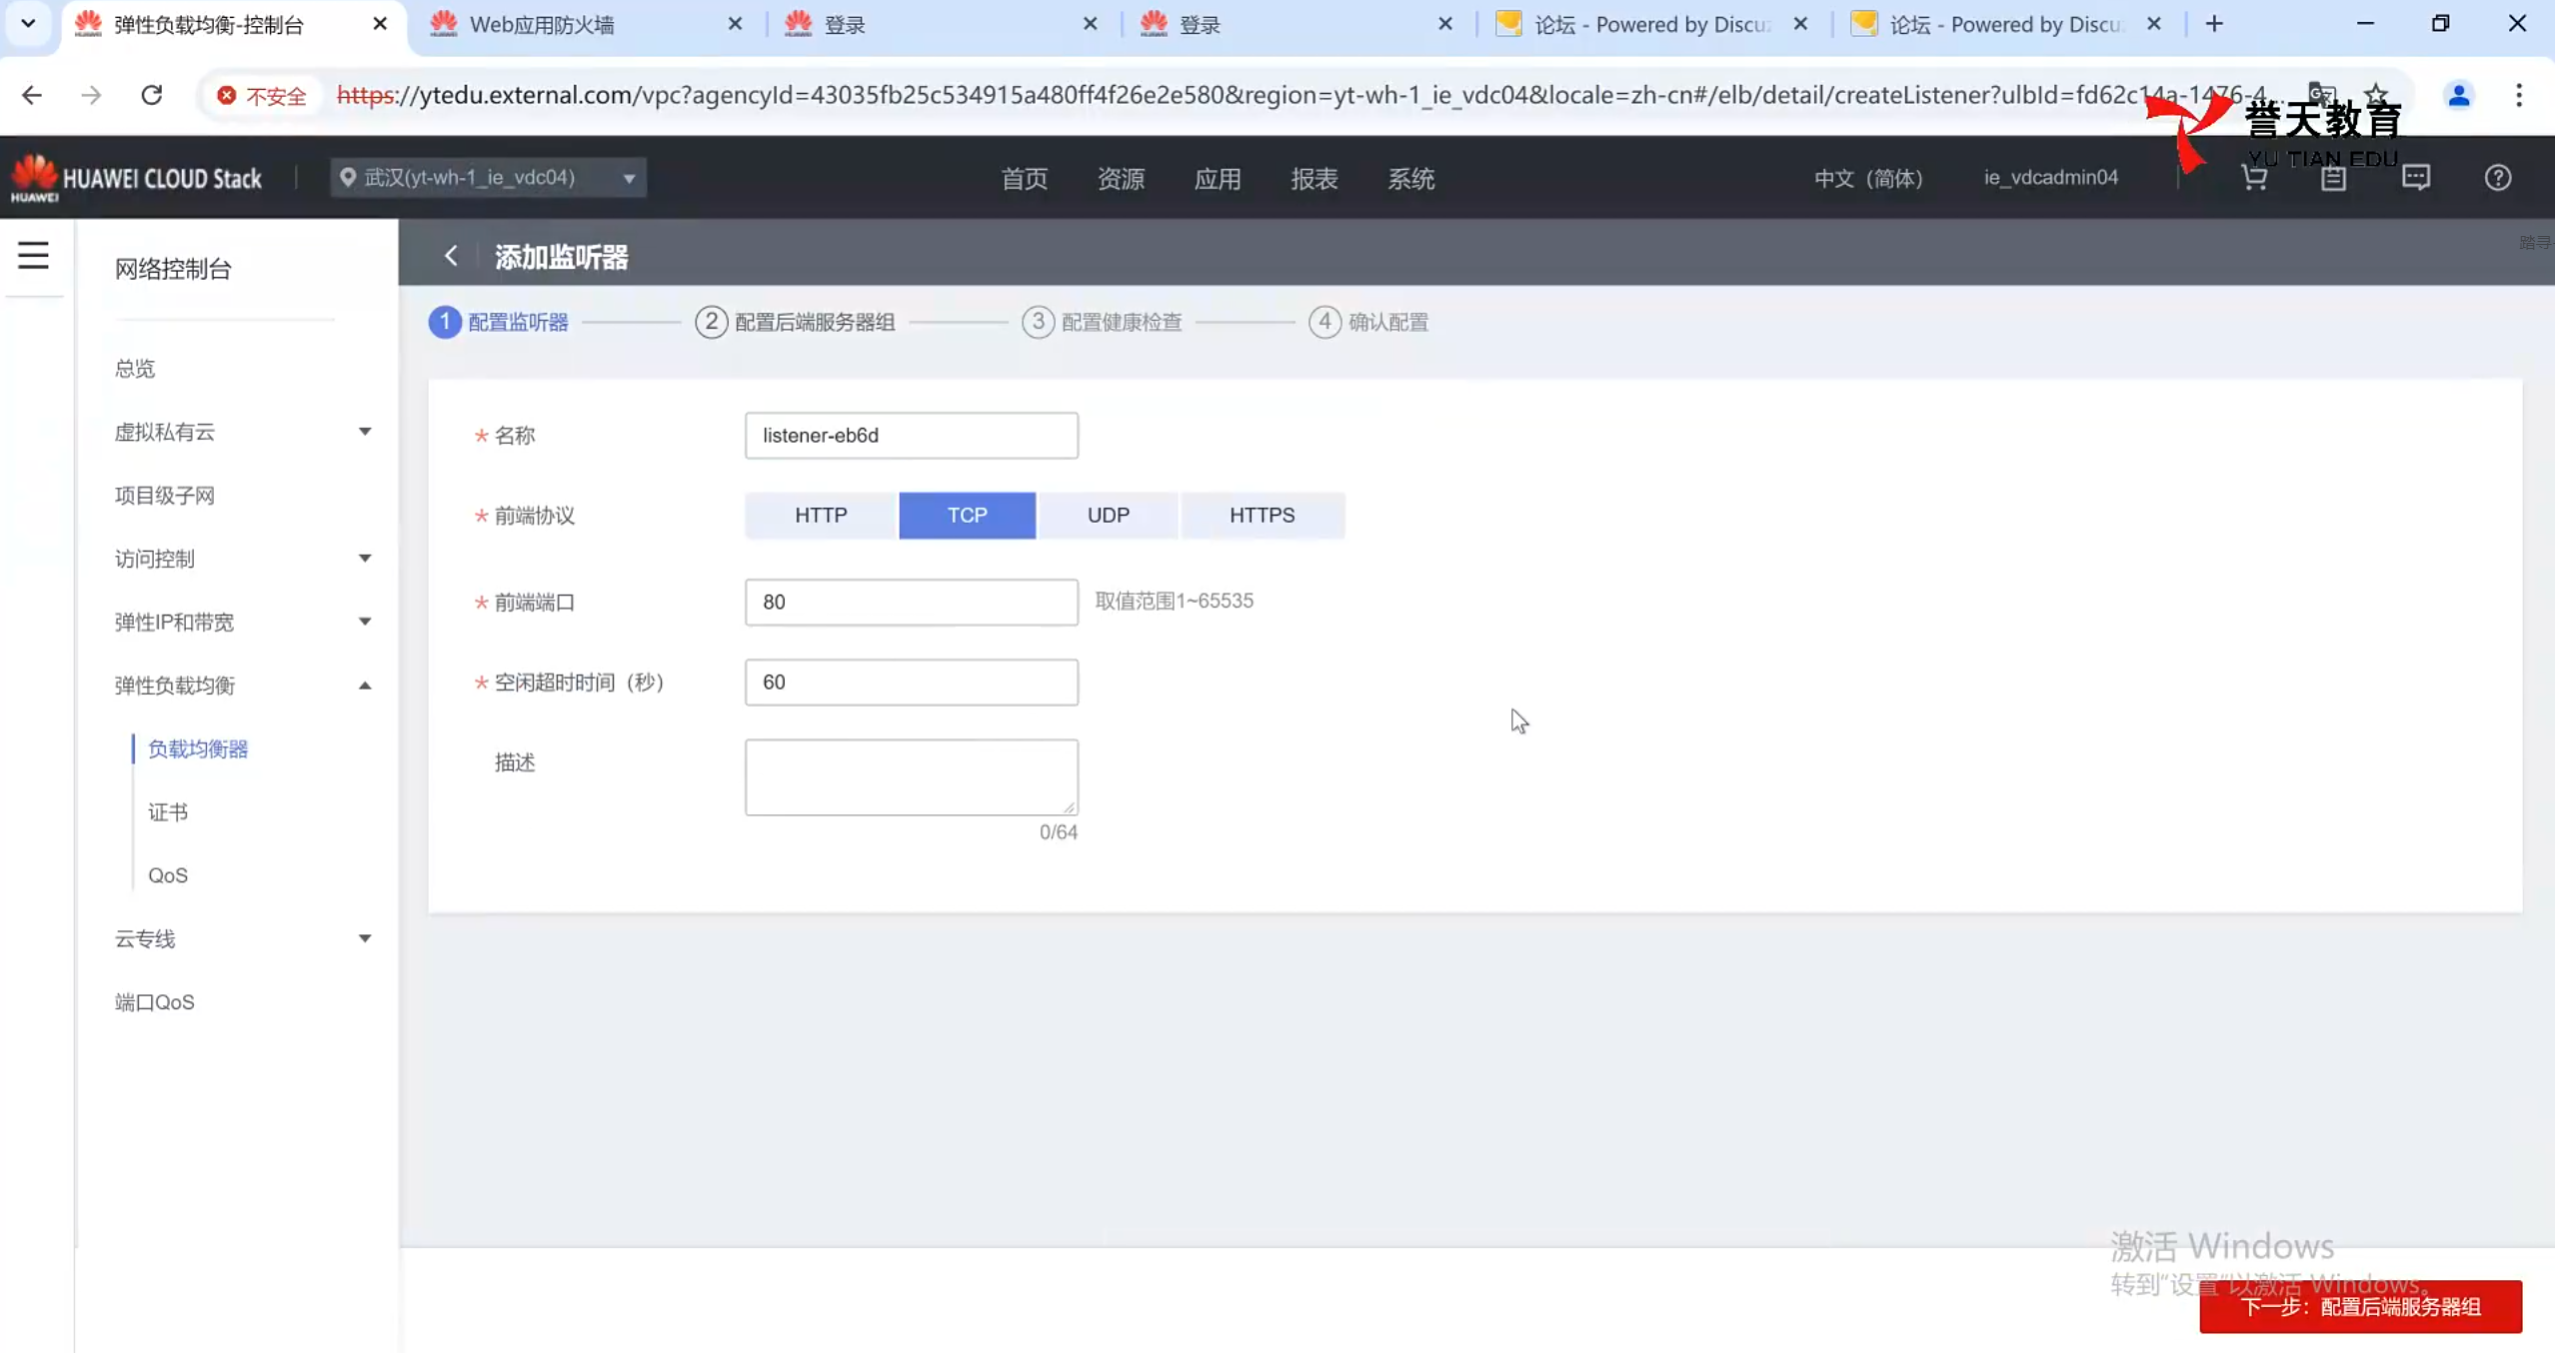 弹性负载均衡-控制台
Web应用防火墙
登录
登录
论坛 - Powered by Discuz
论坛 - Powered by Discu
不安全
https://ytedu.external.com/vpc?agencyId=43035fb25c534915a480ff4f26e2e580&region=yt-wh-1_ie_vdc04&locale=zh-cn#/elb/detail/createListener?ulbId=fd62c14a-1476-4...
誉天教育
YU TIAN EDU
HUAWEI
HUAWEI CLOUD Stack
武汉(yt-wh-1_ie_vdc04)
首页
资源
应用
报表
系统
中文（简体）
ie_vdcadmin04
网络控制台
总览
虚拟私有云
项目级子网
访问控制
弹性IP和带宽
弹性负载均衡
负载均衡器
证书
QoS
云专线
端口QoS
添加监听器
踏寻
1 配置监听器
2 配置后端服务器组
3 配置健康检查
4 确认配置
* 名称
listener-eb6d
* 前端协议
HTTP
TCP
UDP
HTTPS
* 前端端口
80
取值范围1~65535
* 空闲超时时间（秒）
60
描述
0/64
激活 Windows
转到"设置"以激活 Windows。
下一步：配置后端服务器组